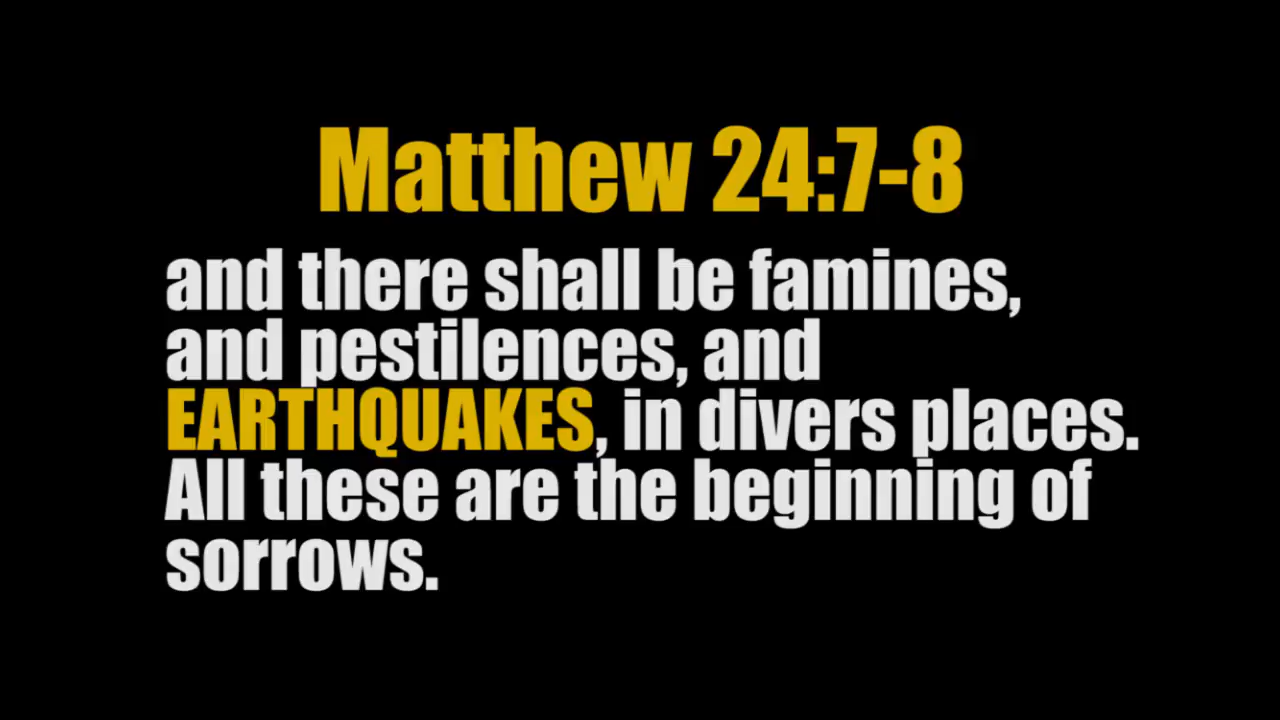 Matthew 24:7-8
and there shall be famines,
and pestilences, and
EARTHQUAKES, in divers places.
All these are the beginning of
sorrows.